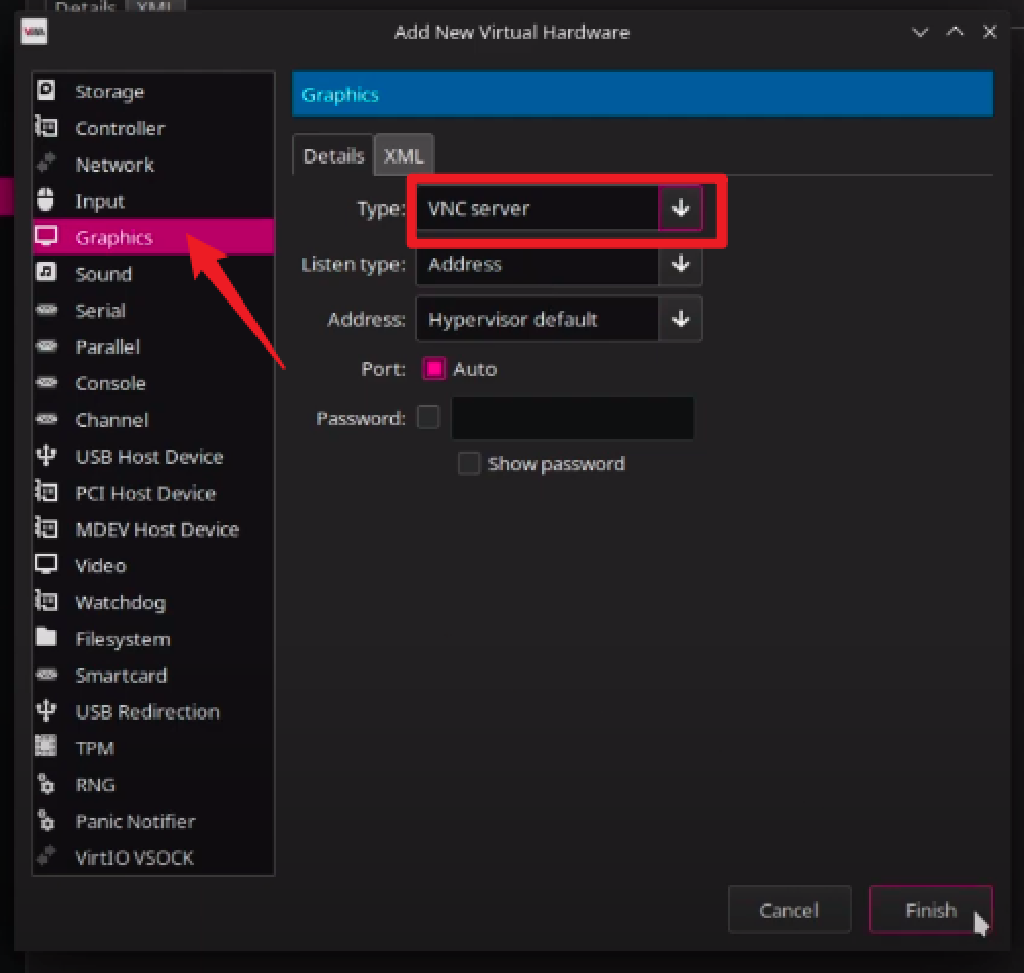 Details XML
Add New Virtual Hardware
Storage
Controller
Network
Input
Graphics
Sound
Serial
Parallel
Console
Channel
USB Host Device
PCI Host Device
MDEV Host Device
Video
Watchdog
Filesystem
Smartcard
USB Redirection
TPM
RNG
Panic Notifier
VirtIO VSOCK
Graphics
Details XML
Type: VNC server
Listen type: Address
Address: Hypervisor default
Port: Auto
Password:
Show password
Cancel Finish